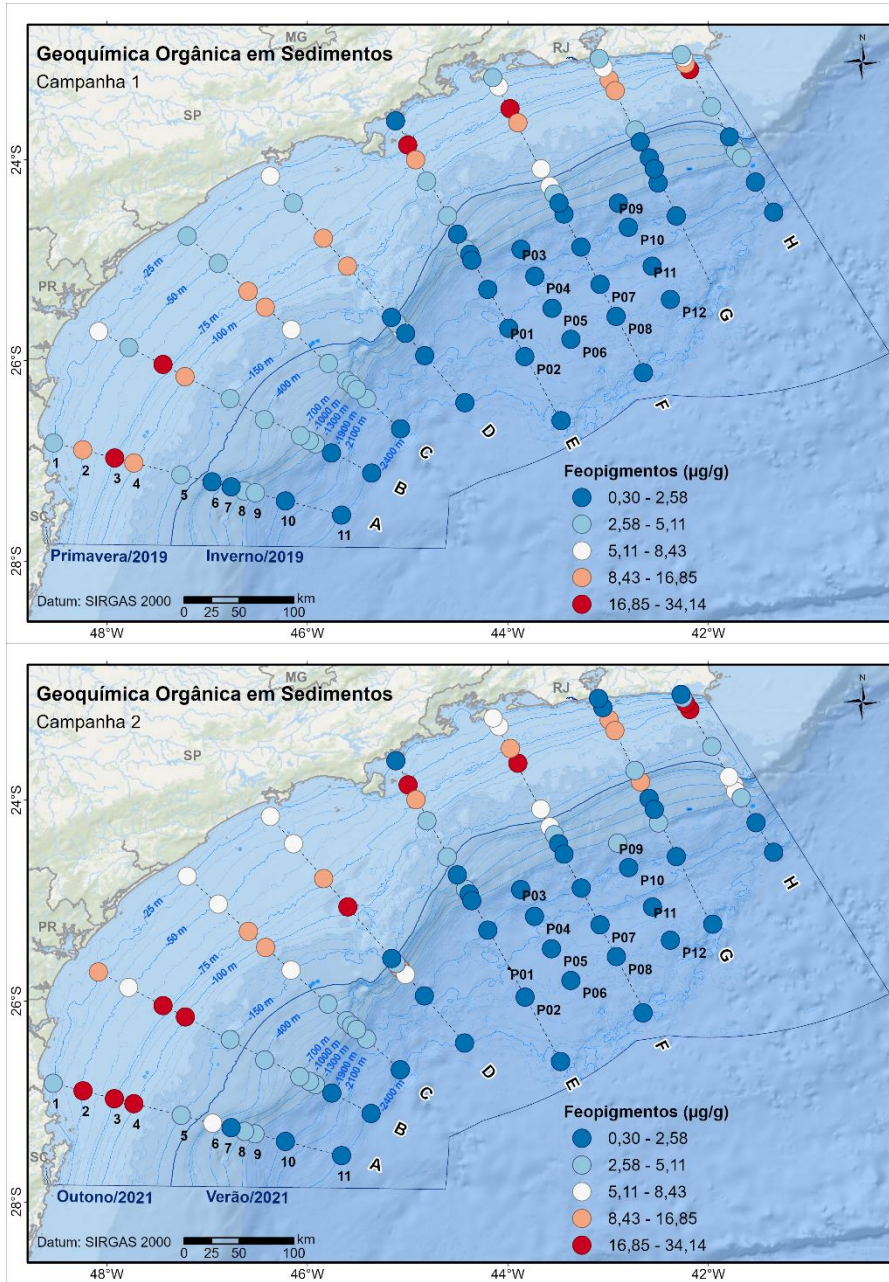 MG
RJ
Geoquímica Orgânica em Sedimentos
Campanha 1
N
SP
24°S
H
P09
P03
P10
-25 m
PR
P04
P11
-50 m
G
-75 m
P05
P07
P12
-100 m
P01
P08
26°S
-150 m
P06
P02
-400 m
F
-700 m
-1000 m
-1300 m
-1900 m
-2100 m
D
E
C
-2400 m
1
2
3
4
5
B
Feopigmentos (µg/g)
0,30 - 2,58
2,58 - 5,11
5,11 - 8,43
8,43 - 16,85
16,85 - 34,14
SC
6
7
8
9
10
11
A
28°S
Primavera/2019
Inverno/2019
Datum: SIRGAS 2000
0
25
50
100
km
48°W
46°W
44°W
42°W
MG
RJ
Geoquímica Orgânica em Sedimentos
Campanha 2
N
SP
24°S
H
P09
P03
P10
-25 m
PR
P04
P11
-50 m
G
-75 m
P05
P07
P12
-100 m
P01
P08
26°S
-150 m
P06
P02
-400 m
F
-700 m
-1000 m
-1300 m
-1900 m
-2100 m
D
E
C
-2400 m
1
2
3
4
5
B
Feopigmentos (µg/g)
0,30 - 2,58
2,58 - 5,11
5,11 - 8,43
8,43 - 16,85
16,85 - 34,14
SC
6
7
8
9
10
11
A
28°S
Outono/2021
Verão/2021
Datum: SIRGAS 2000
0
25
50
100
km
48°W
46°W
44°W
42°W